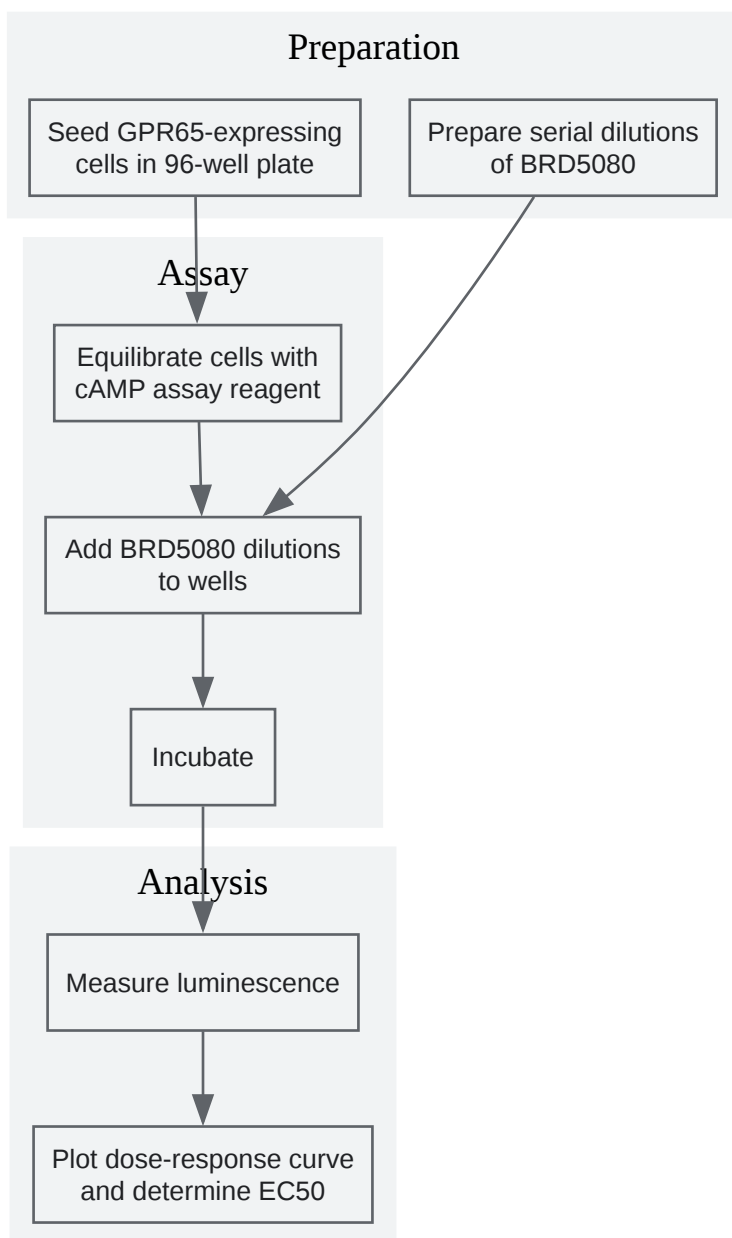 Preparation
Seed GPR65-expressing
cells in 96-well plate
Prepare serial dilutions
of BRD5080
Assay
Equilibrate cells with
cAMP assay reagent
Add BRD5080 dilutions
to wells
Incubate
Analysis
Measure luminescence
Plot dose-response curve
and determine EC50